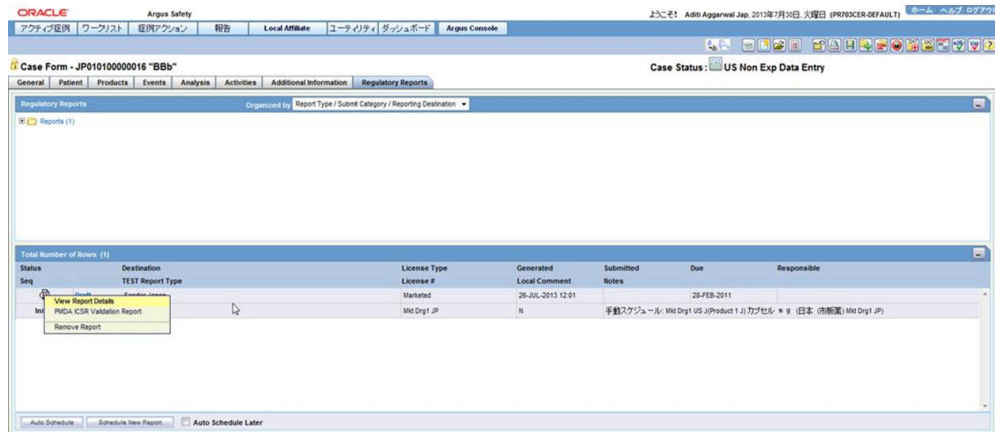 ORACLE
Argus Safety
ようこそ! Aditi Aggarwal Jap, 2013年7月30日, 火曜日 (PR703CER-DEFAULT) ホーム ヘルプ ログアウト
アクティブ症例 ワークリスト 症例アクション 報告 Local Affiliate ユーティリティ ダッシュボード Argus Console
Case Form - JP010100000016 "BBb"
Case Status: US Non Exp Data Entry
General Patient Products Events Analysis Activities Additional Information Regulatory Reports
Regulatory Reports Organized by Report Type / Submit Category / Reporting Destination
Reports (1)
Total Number of Rows (1)
Status Destination License Type Generated Submitted Due Responsible
Seq TEST Report Type License # Local Comment Notes
Marketed 26-JUL-2013 12:01 28-FEB-2011
View Report Details
PMDA ICSR Validation Report
Mkt Drg1 JP N 手動スケジュール: Mkt Drg1 US J(Product 1 J) カプセル (日本 (市販薬) Mkt Drg1 JP)
Remove Report
Auto Schedule Schedule New Report Auto Schedule Later